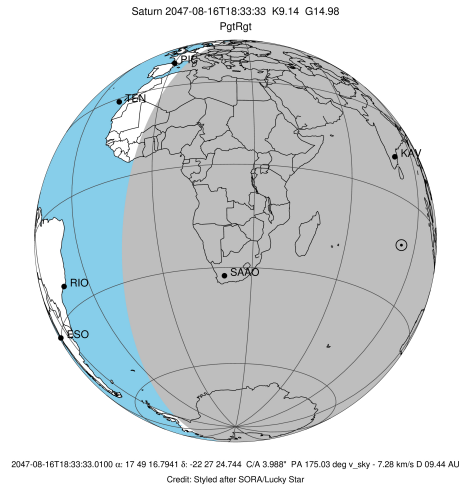 Saturn 2047-08-16T18:33:33  K9.14  G14.98
PgtRgt
PIC
TEN
KAV
SAAO
RIO
ESO
2047-08-16T18:33:33.0100 α: 17 49 16.7941 δ: -22 27 24.744  C/A 3.988"  PA 175.03 deg v_sky - 7.28 km/s D 09.44 AU
Credit: Styled after SORA/Lucky Star